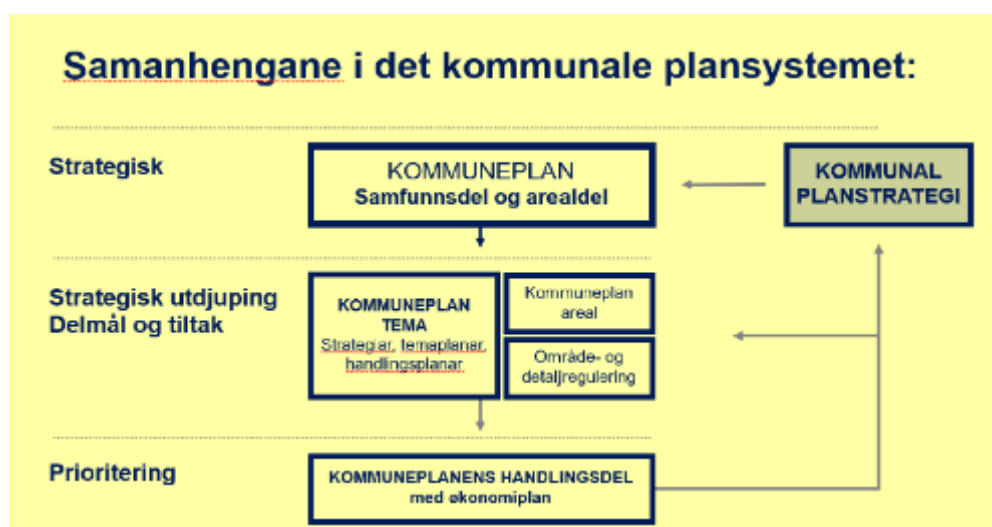 Samanhengane i det kommunale plansystemet:
Strategisk
KOMMUNEPLAN
Samfunnsdel og arealdel
KOMMUNAL
PLANSTRATEGI
Strategisk utdjuping
Delmål og tiltak
KOMMUNEPLAN
TEMA
Strategiar, temaplanar,
handlingsplanar
Kommuneplan
areal
Område- og
detaljregulering
Prioritering
KOMMUNEPLANENS HANDLINGSDEL
med økonomiplan